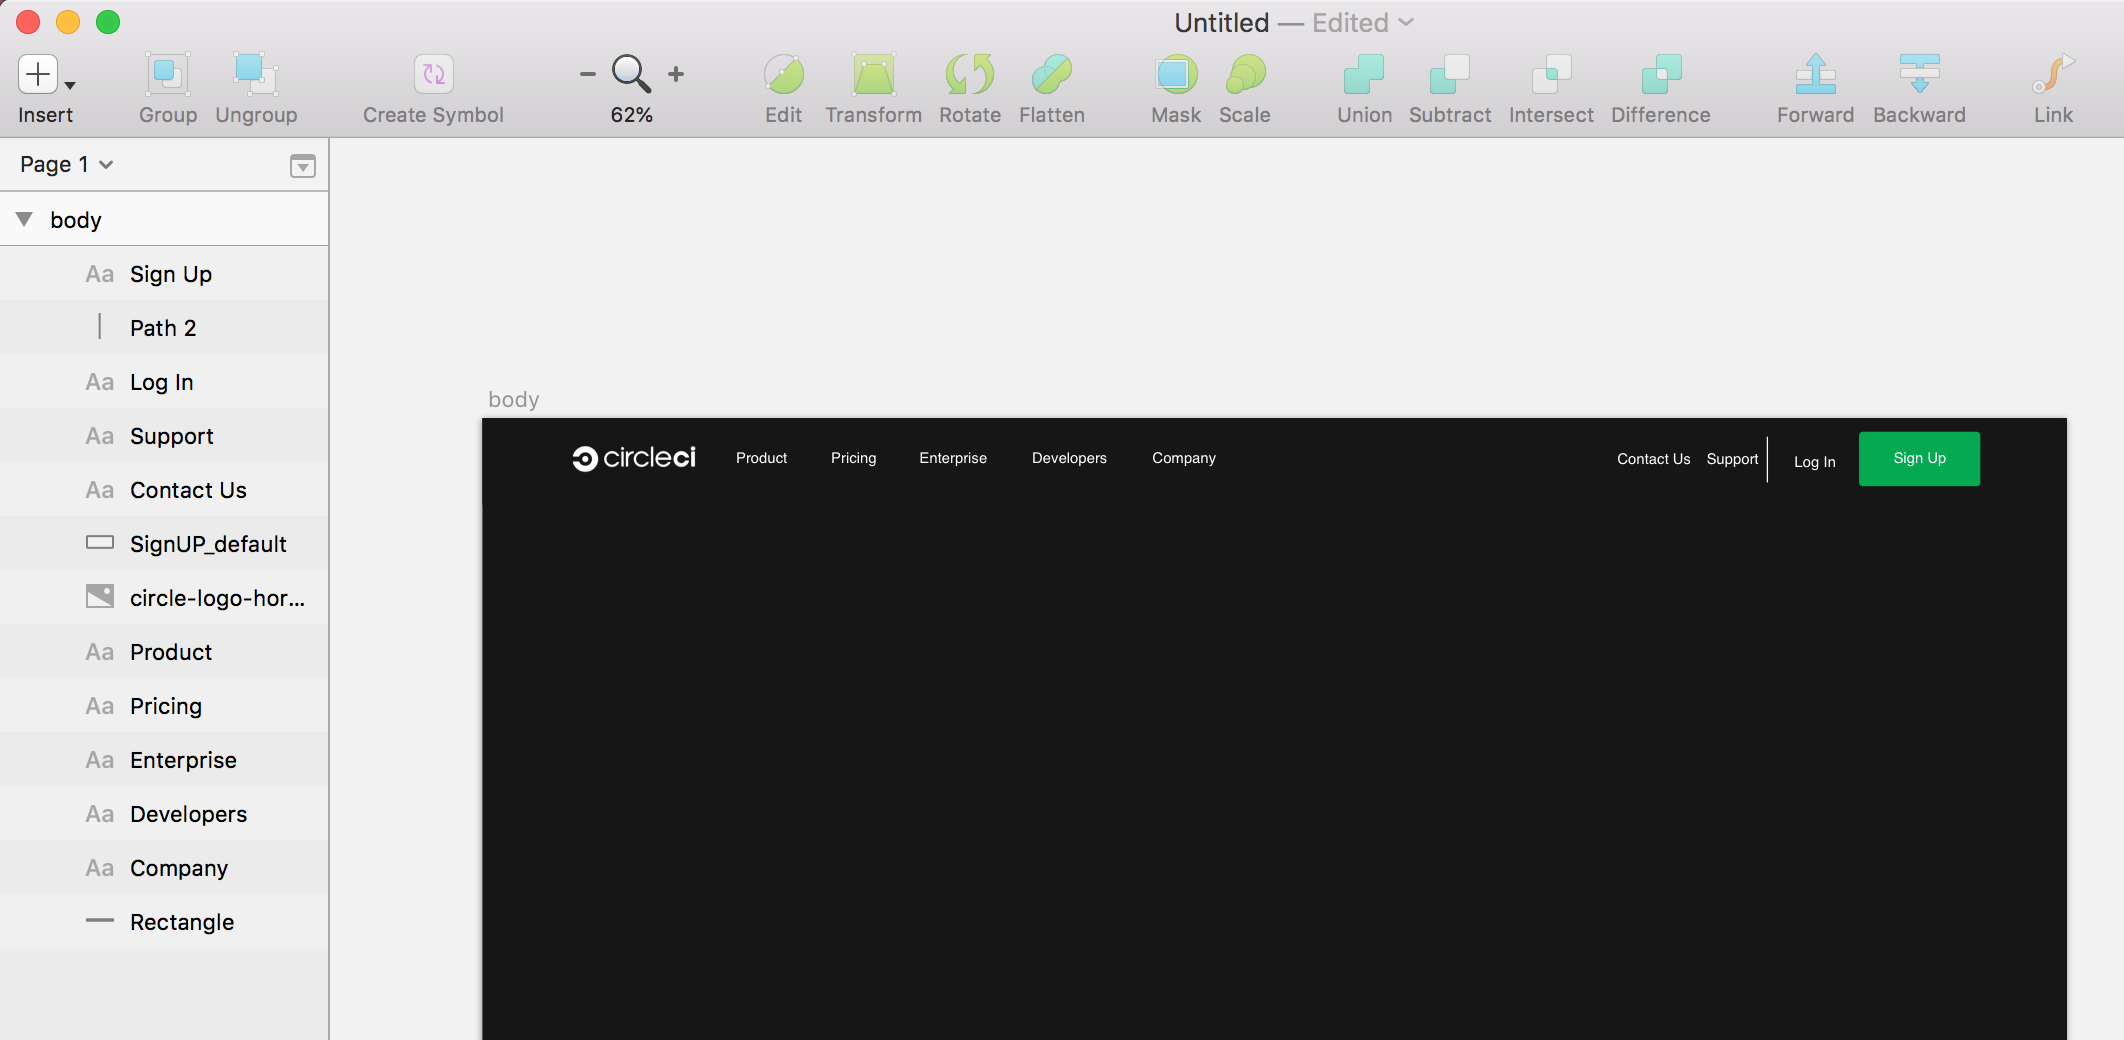 Untitled — Edited
Insert
Group
Ungroup
Create Symbol
62%
Edit
Transform
Rotate
Flatten
Mask
Scale
Union
Subtract
Intersect
Difference
Forward
Backward
Link
Page 1
body
Aa Sign Up
Path 2
Aa Log In
Aa Support
Aa Contact Us
SignUP_default
circle-logo-hor...
Aa Product
Aa Pricing
Aa Enterprise
Aa Developers
Aa Company
Rectangle
body
circleci
Product
Pricing
Enterprise
Developers
Company
Contact Us
Support
Log In
Sign Up